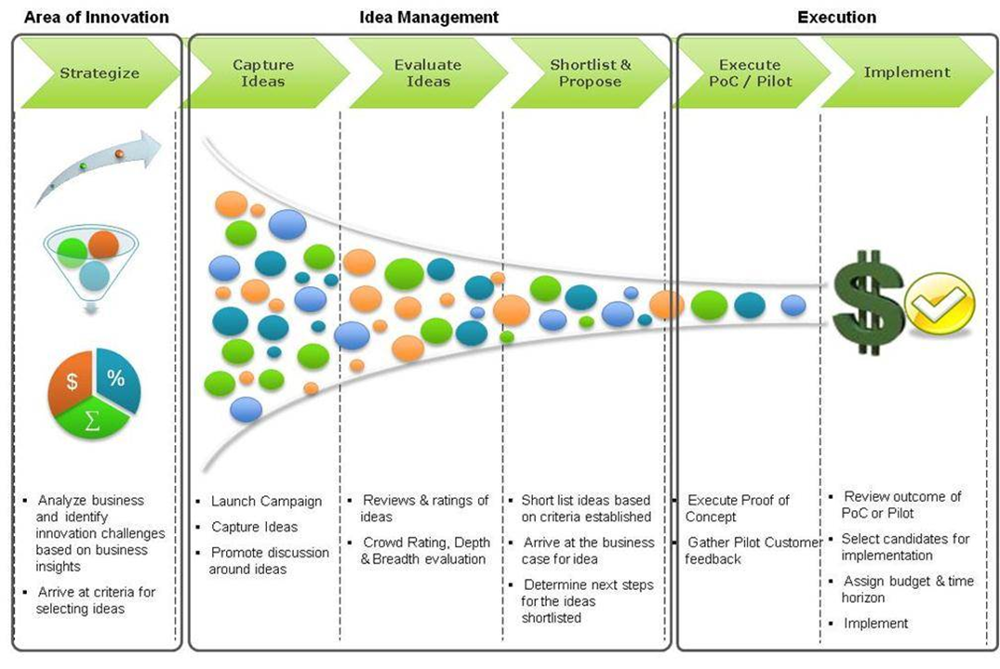 Area of Innovation
Idea Management
Execution
Strategize
Capture
Ideas
Evaluate
Ideas
Shortlist &
Propose
Execute
PoC / Pilot
Implement
$
%
Σ
$
▪ Analyze business
and identify
innovation challenges
based on business
insights
▪ Arrive at criteria for
selecting ideas
▪ Launch Campaign
▪ Capture Ideas
▪ Promote discussion
around ideas
▪ Reviews & ratings of
ideas
▪ Crowd Rating, Depth
& Breadth evaluation
▪ Short list ideas based
on criteria established
▪ Arrive at the business
case for idea
▪ Determine next steps
for the ideas
shortlisted
▪ Execute Proof of
Concept
▪ Gather Pilot Customer
feedback
▪ Review outcome of
PoC or Pilot
▪ Select candidates for
implementation
▪ Assign budget & time
horizon
▪ Implement